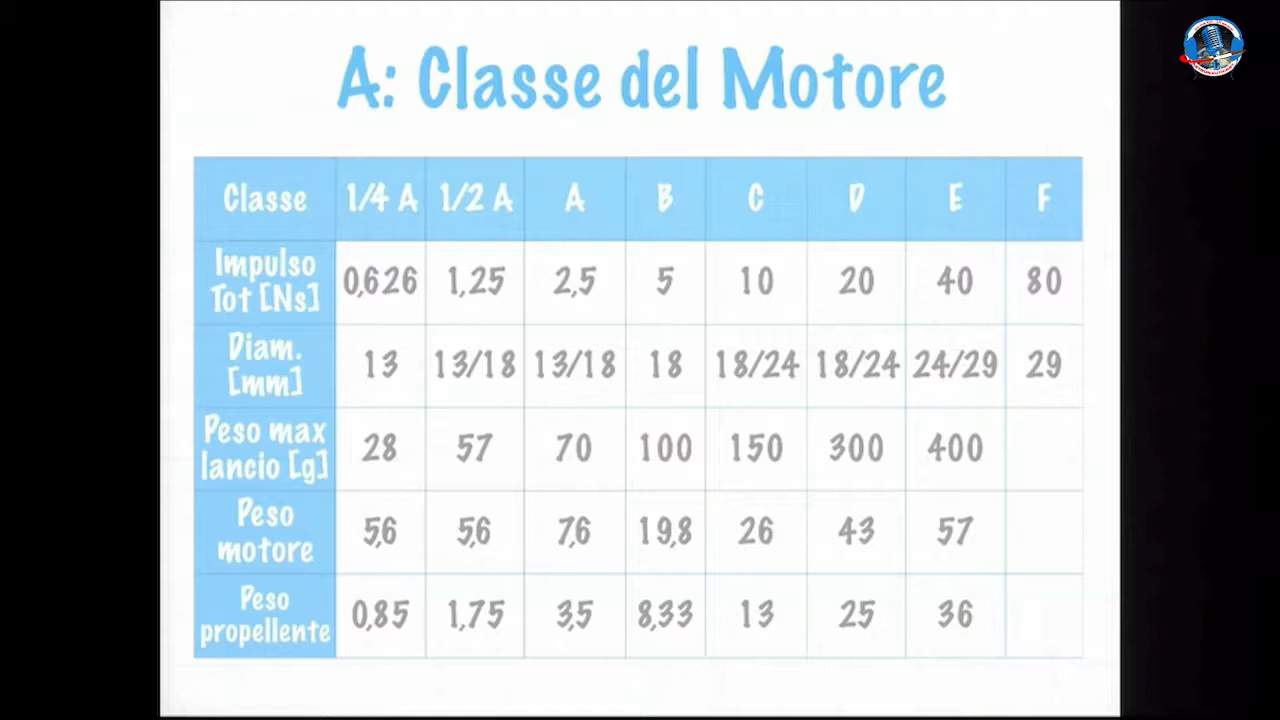 A: Classe del Motore
Classe 1/4 A 1/2 A A B C D E F
Impulso
Tot [Ns] 0,626 1,25 2,5 5 10 20 40 80
Diam.
[mm] 13 13/18 13/18 18 18/24 18/24 24/29 29
Peso max
lancio [g] 28 57 70 100 150 300 400
Peso
motore 5,6 5,6 7,6 19,8 26 43 57
Peso
propellente 0,85 1,75 3,5 8,33 13 25 36